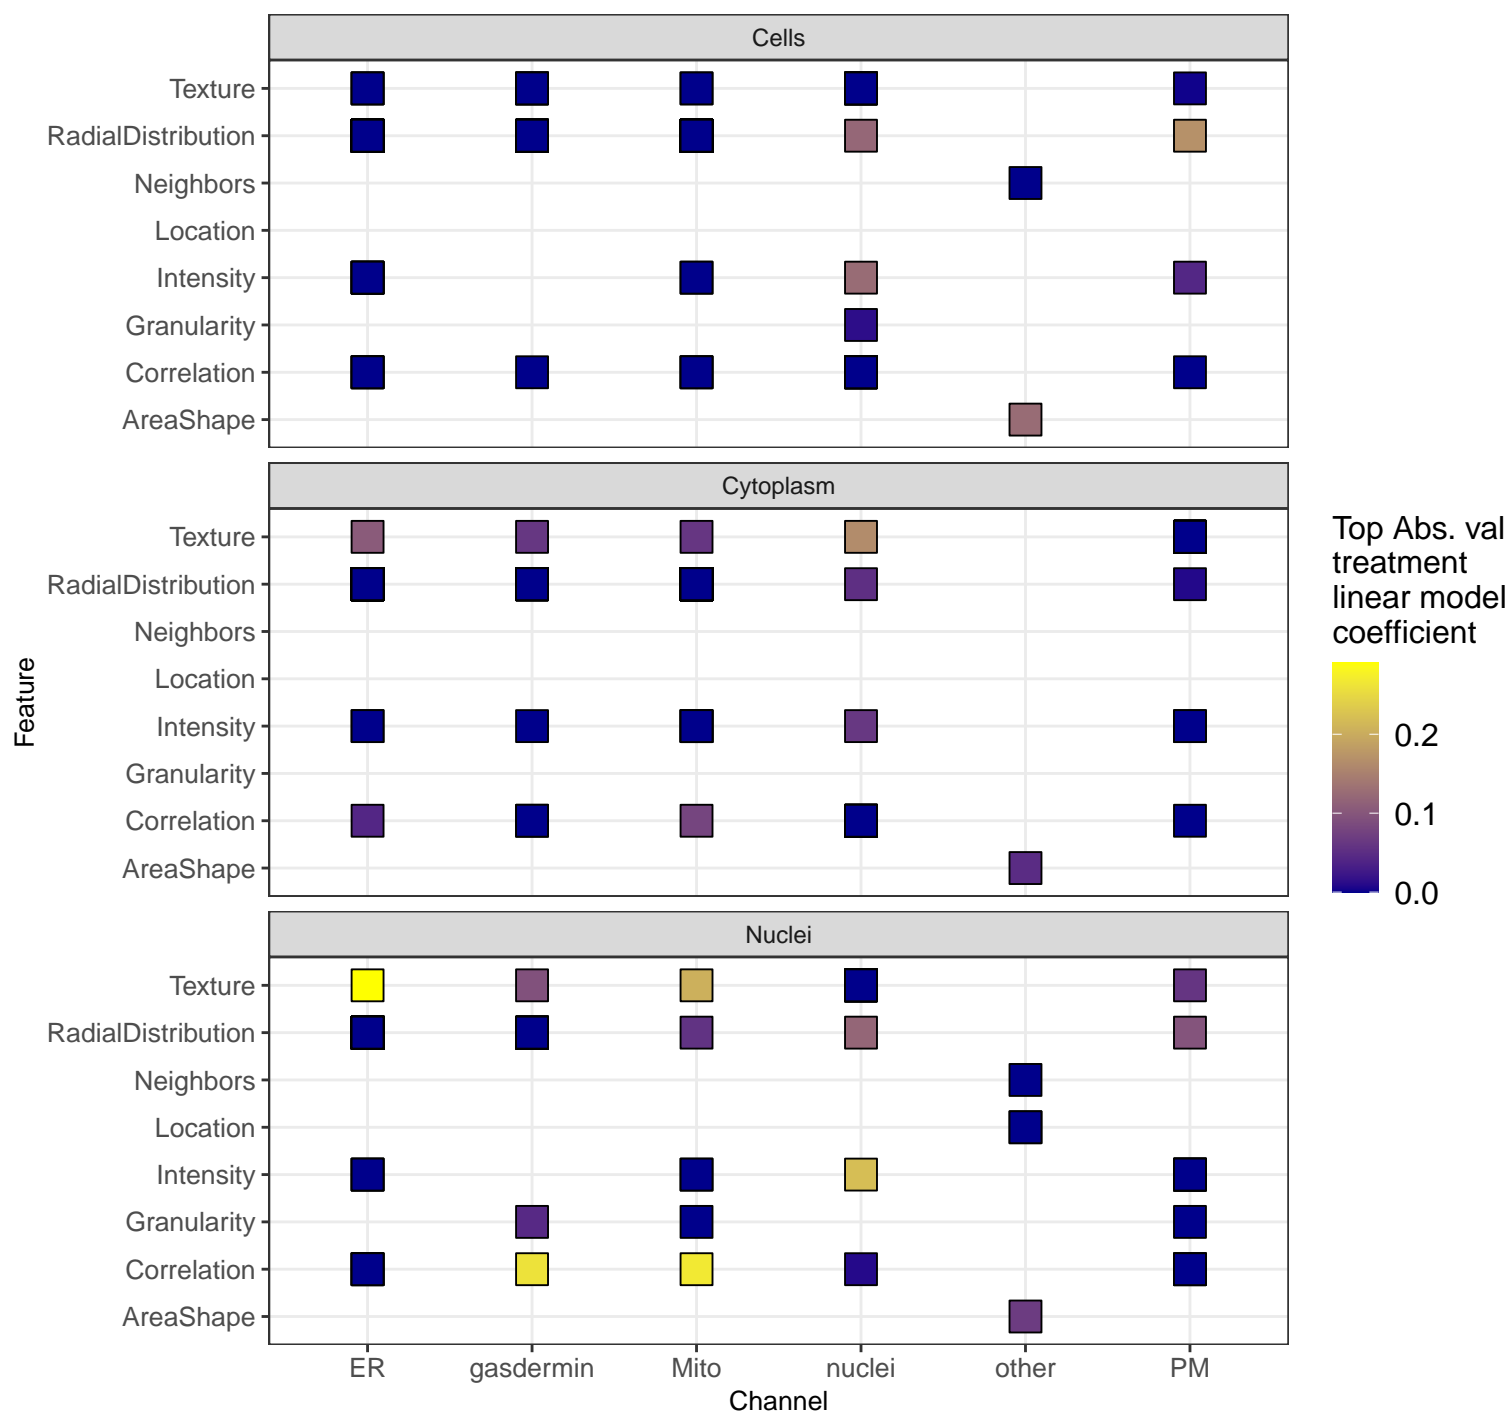 Cells
Texture
RadialDistribution
Neighbors
Location
Intensity
Granularity
Correlation
AreaShape
Cytoplasm
Texture
RadialDistribution
Neighbors
Location
Intensity
Granularity
Correlation
AreaShape
Nuclei
Texture
RadialDistribution
Neighbors
Location
Intensity
Granularity
Correlation
AreaShape
ER gasdermin Mito nuclei other PM
Channel
Feature
Top Abs. val
treatment
linear model
coefficient
0.2
0.1
0.0